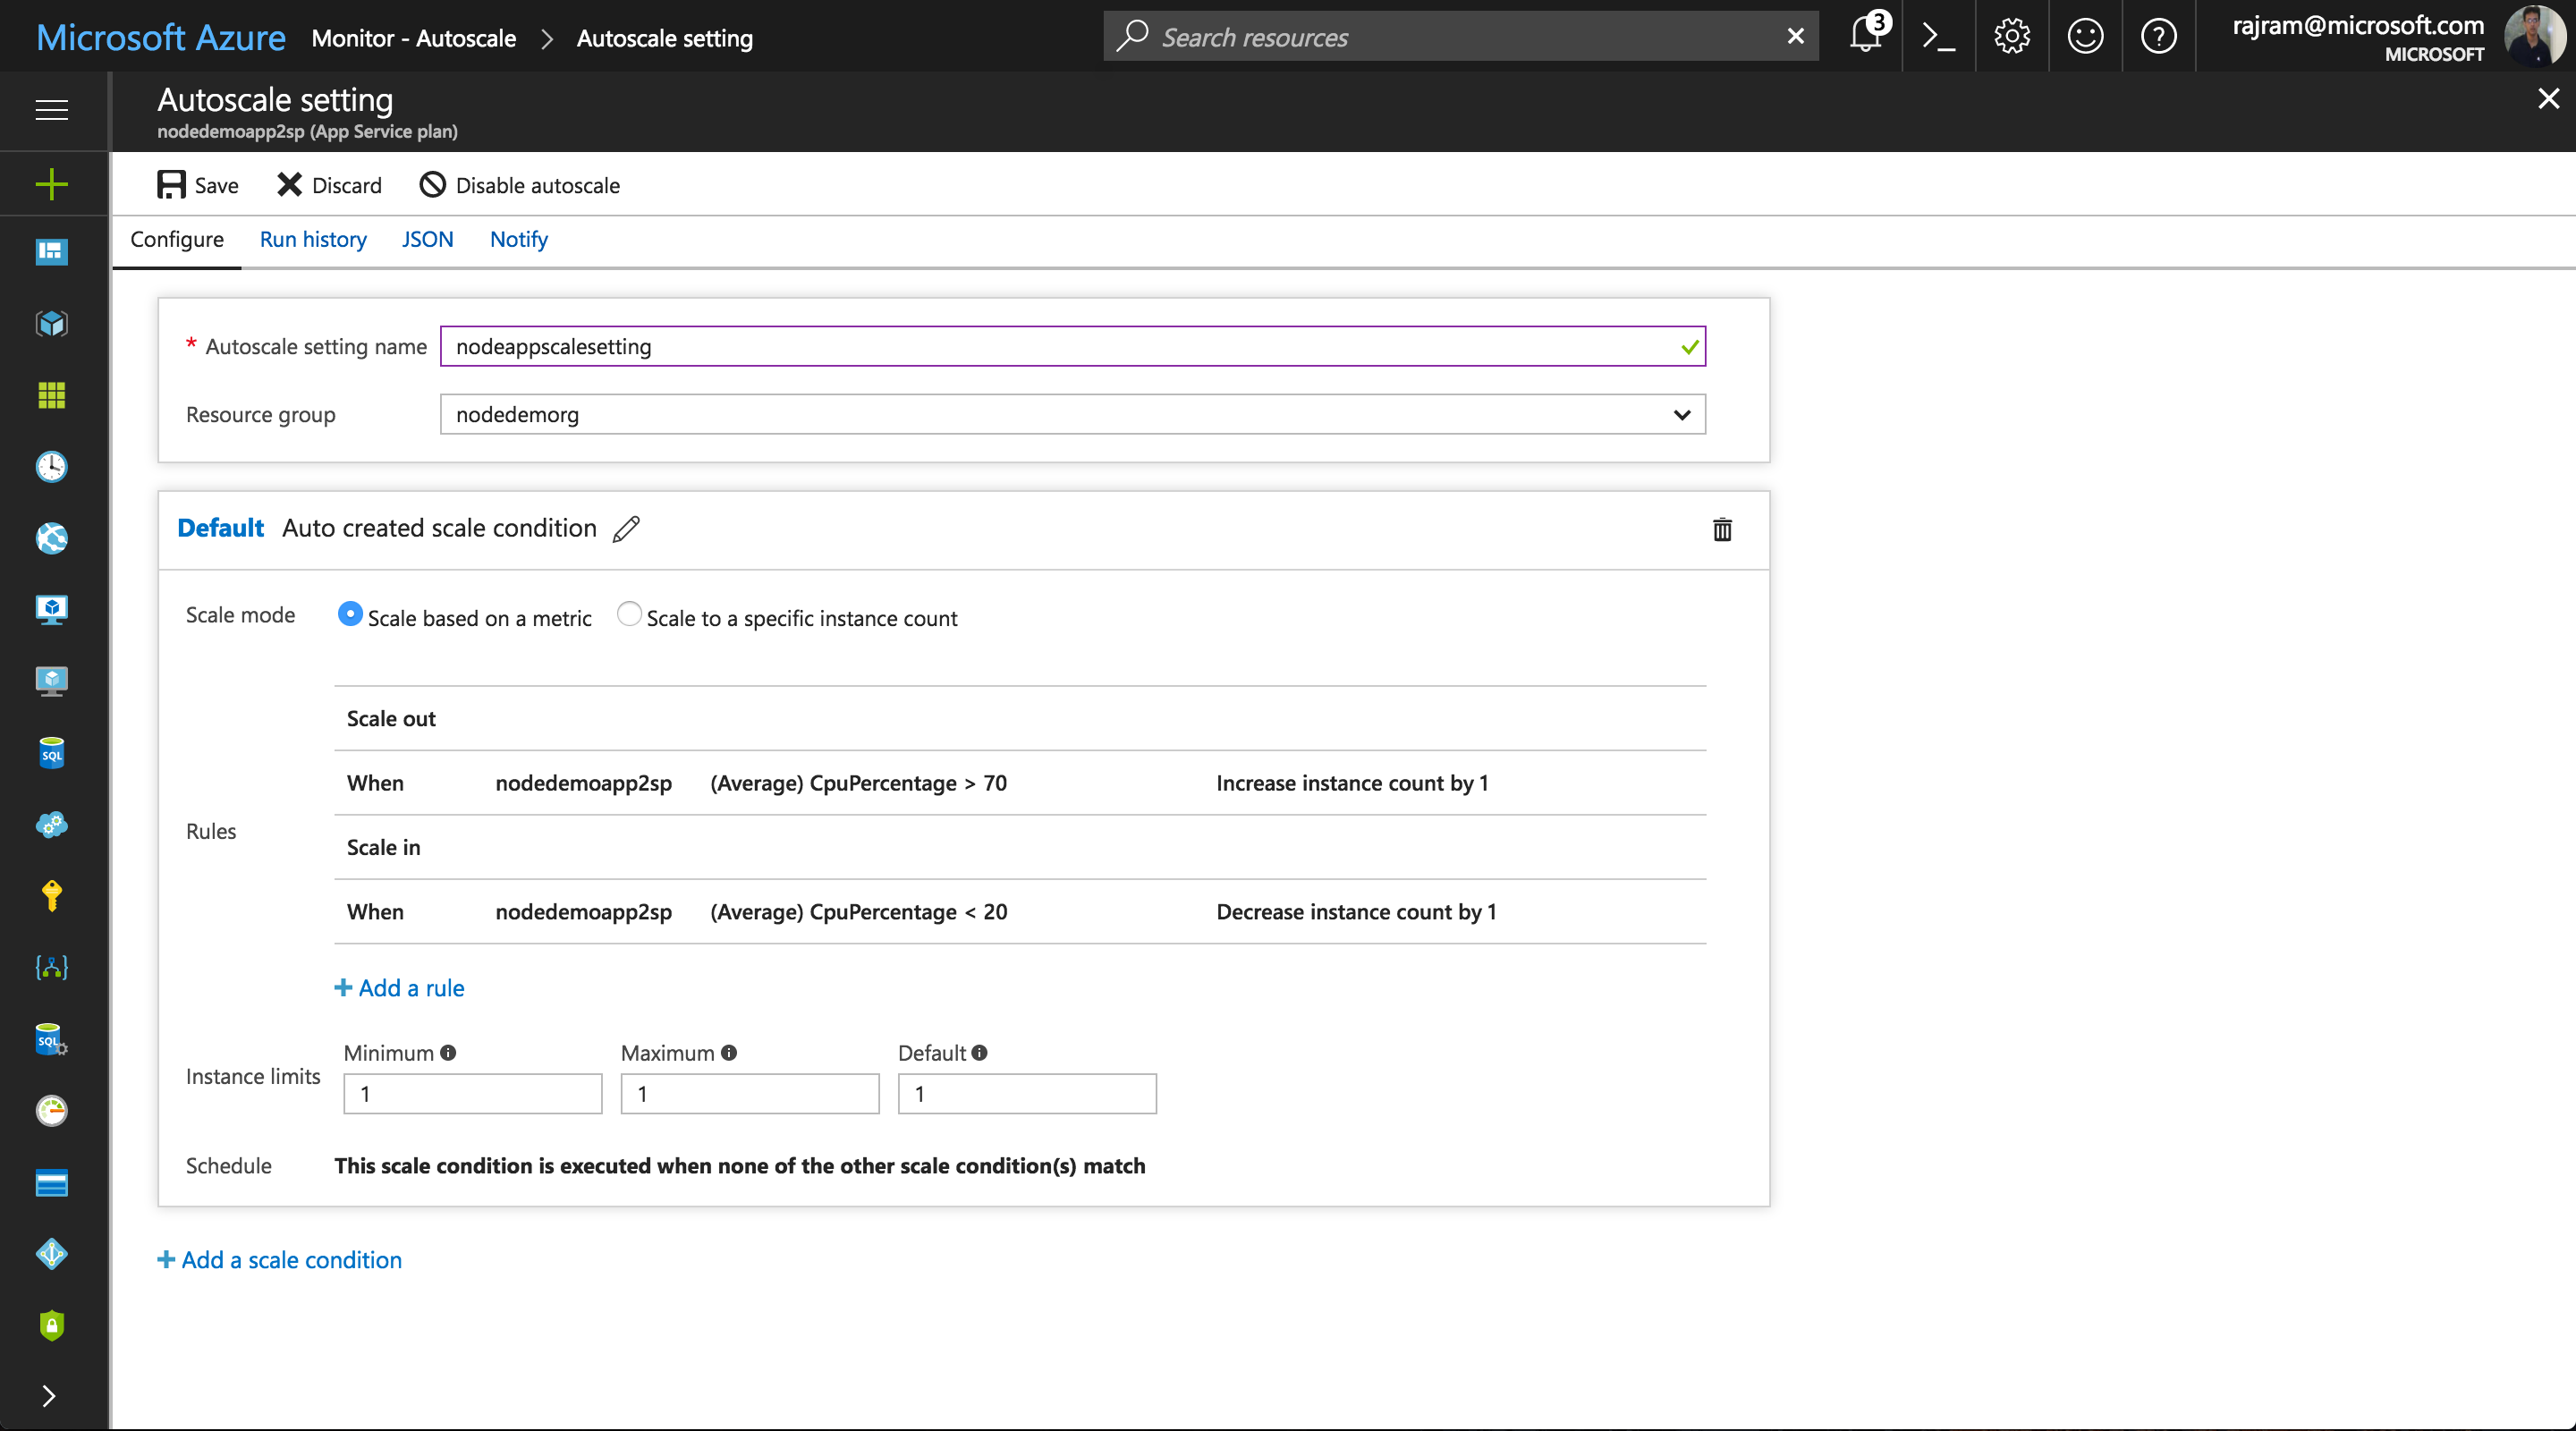 Microsoft Azure Monitor - Autoscale > Autoscale setting
Search resources
3
rajram@microsoft.com
MICROSOFT
Autoscale setting
nodedemoapp2sp (App Service plan)
Save Discard Disable autoscale
Configure Run history JSON Notify
* Autoscale setting name nodeappscalesetting
Resource group nodedemorg
Default Auto created scale condition
Scale mode Scale based on a metric Scale to a specific instance count
Scale out
When nodedemoapp2sp (Average) CpuPercentage > 70 Increase instance count by 1
Rules
Scale in
When nodedemoapp2sp (Average) CpuPercentage < 20 Decrease instance count by 1
+ Add a rule
Minimum Maximum Default
Instance limits
1 1 1
Schedule This scale condition is executed when none of the other scale condition(s) match
+ Add a scale condition
SQL
SQL